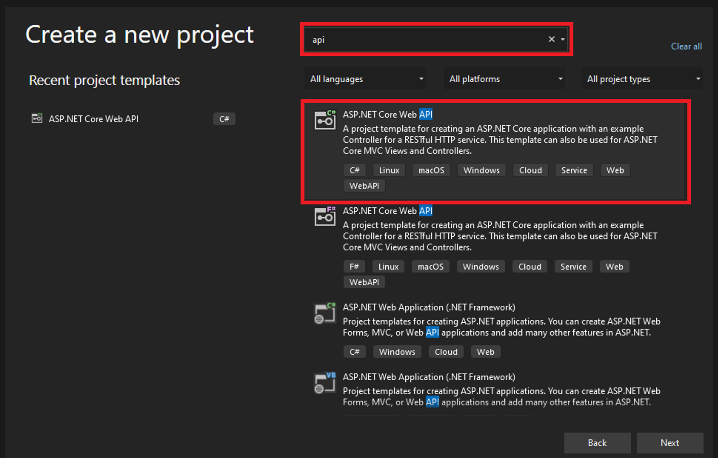 Create a new project
api
Clear all
Recent project templates
All languages
All platforms
All project types
ASP.NET Core Web API
C#
C#
ASP.NET Core Web API
A project template for creating an ASP.NET Core application with an example
Controller for a RESTful HTTP service. This template can also be used for ASP.NET
Core MVC Views and Controllers.
C# Linux macOS Windows Cloud Service Web
WebAPI
F#
ASP.NET Core Web API
A project template for creating an ASP.NET Core application with an example
Controller for a RESTful HTTP service. This template can also be used for ASP.NET
Core MVC Views and Controllers.
F# Linux macOS Windows Cloud Service Web
WebAPI
C#
ASP.NET Web Application (.NET Framework)
Project templates for creating ASP.NET applications. You can create ASP.NET Web
Forms, MVC, or Web API applications and add many other features in ASP.NET.
C# Windows Cloud Web
VB
ASP.NET Web Application (.NET Framework)
Project templates for creating ASP.NET applications. You can create ASP.NET Web
Forms, MVC, or Web API applications and add many other features in ASP.NET.
Back
Next